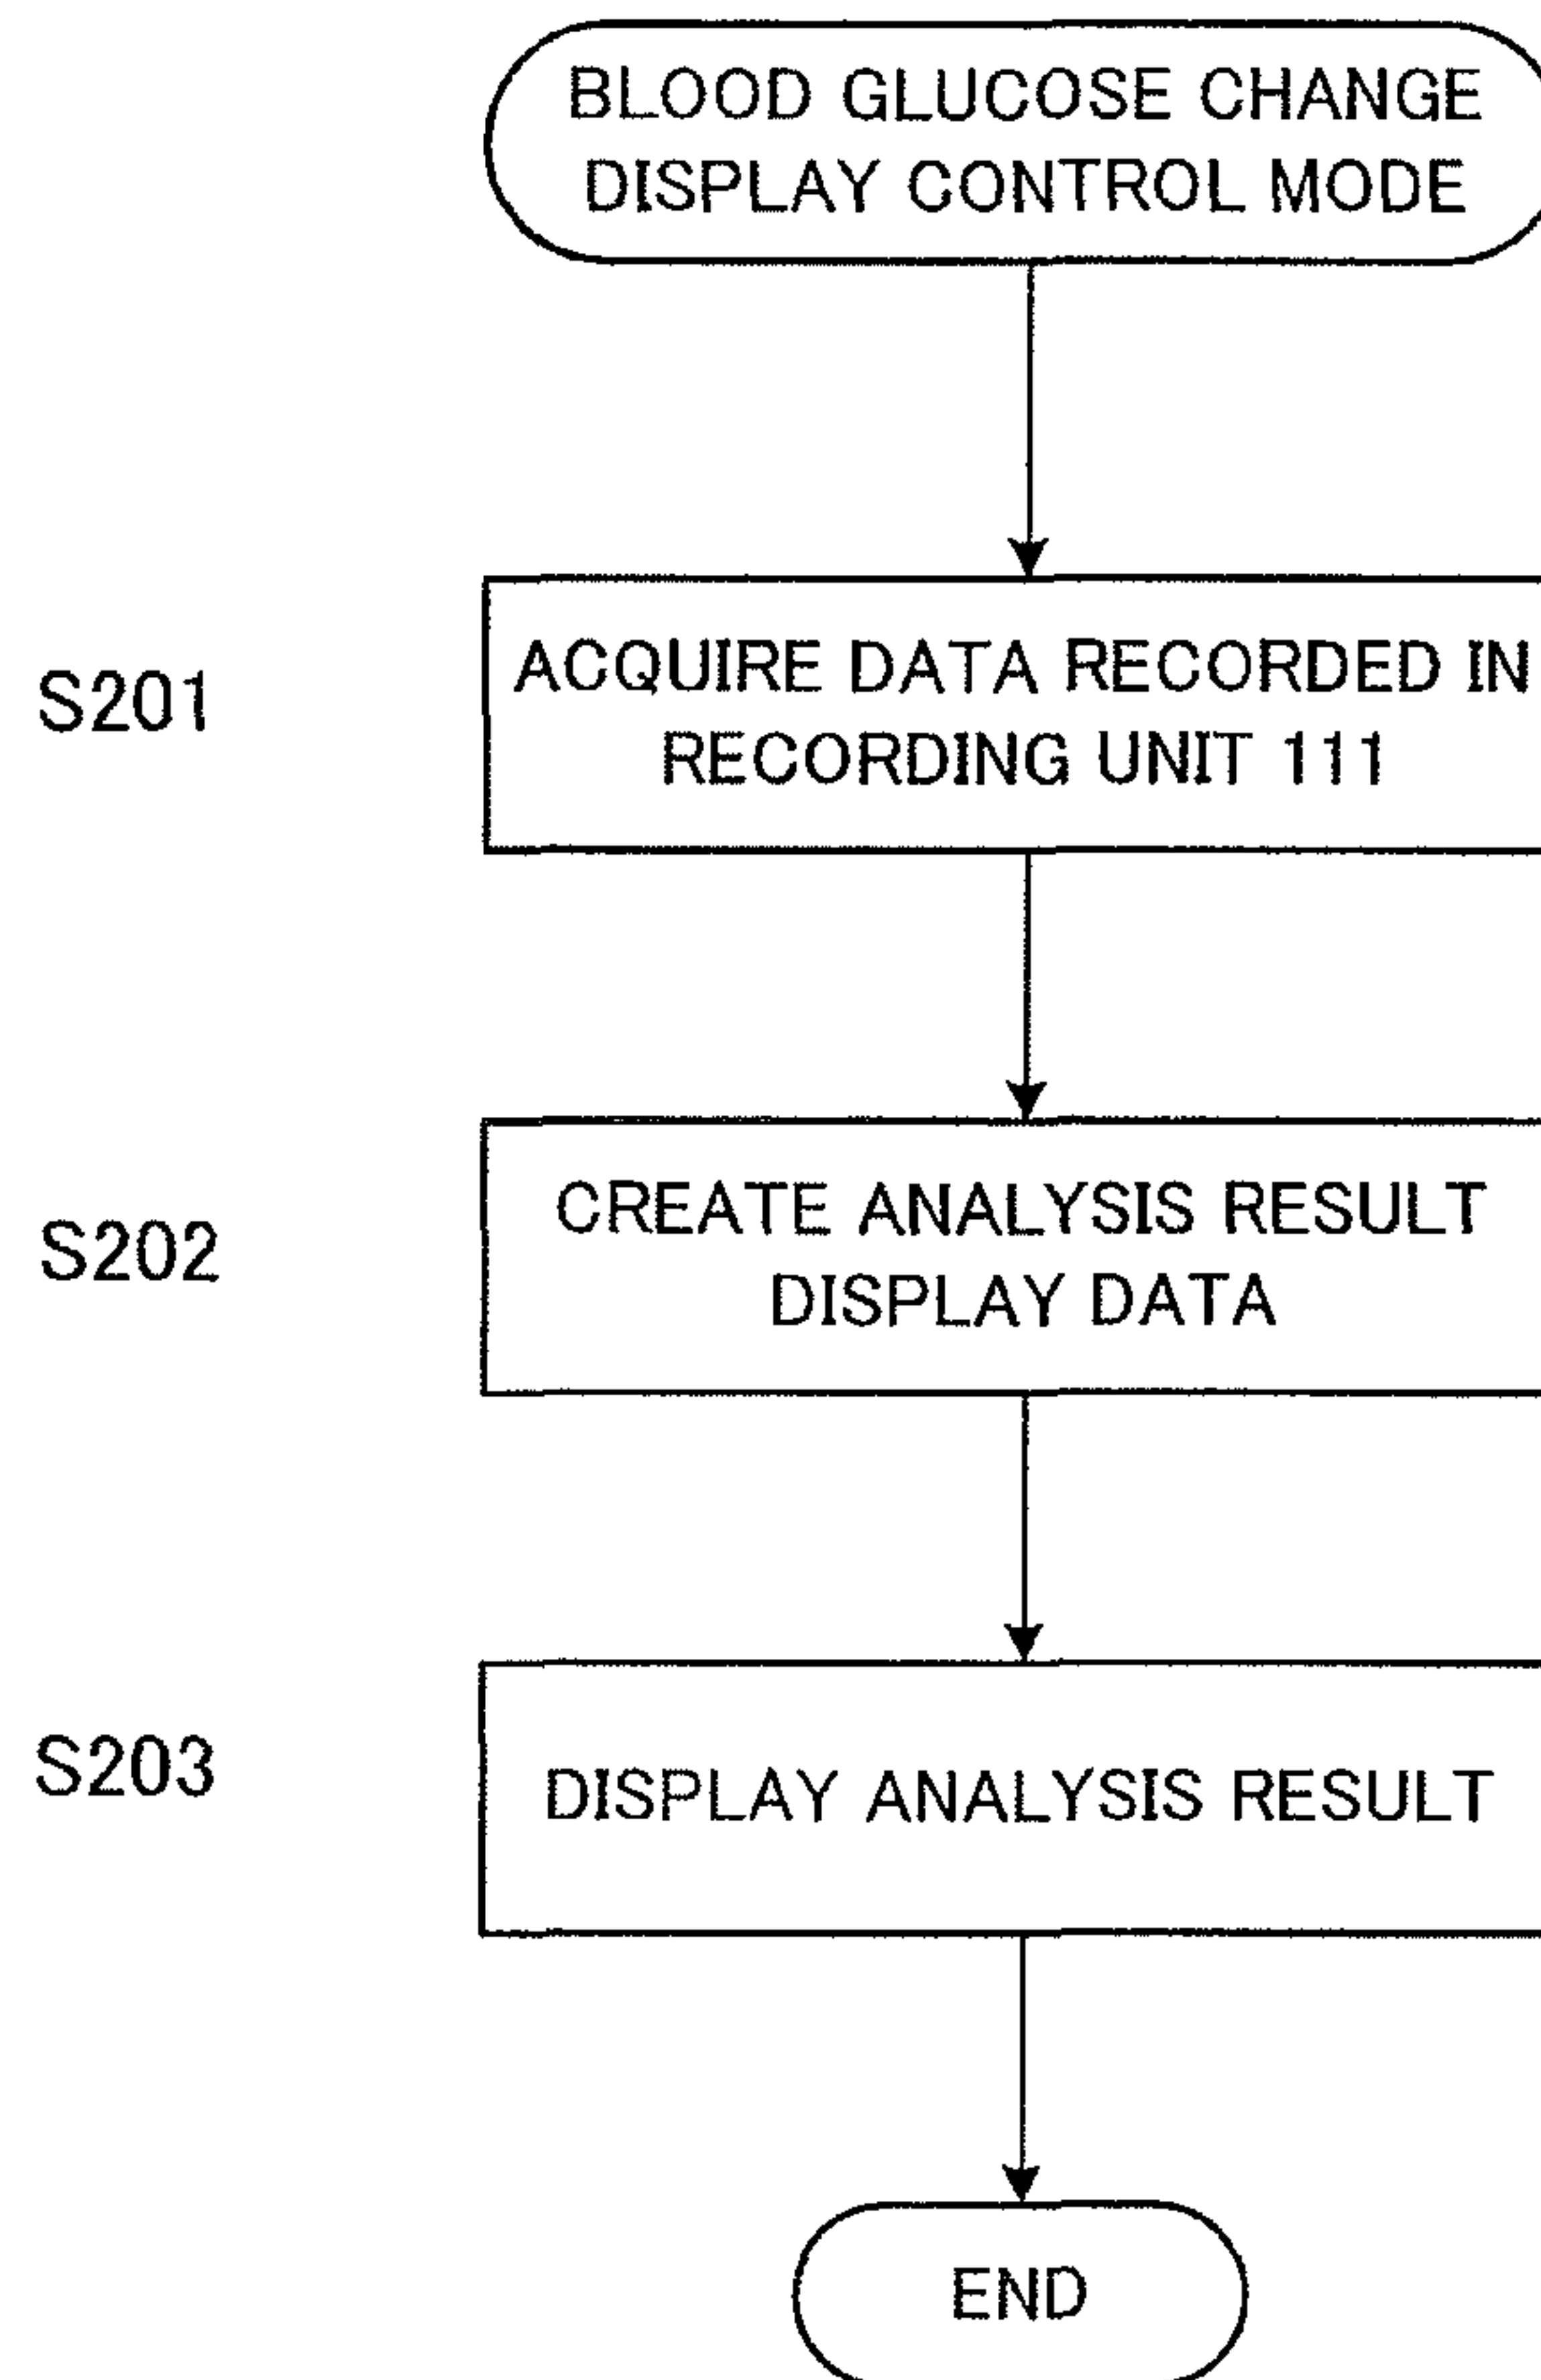 BLOOD GLUCOSE CHANGE
DISPLAY CONTROL MODE
S201
ACQUIRE DATA RECORDED IN
RECORDING UNIT 111
S202
CREATE ANALYSIS RESULT
DISPLAY DATA
S203
DISPLAY ANALYSIS RESULT
END